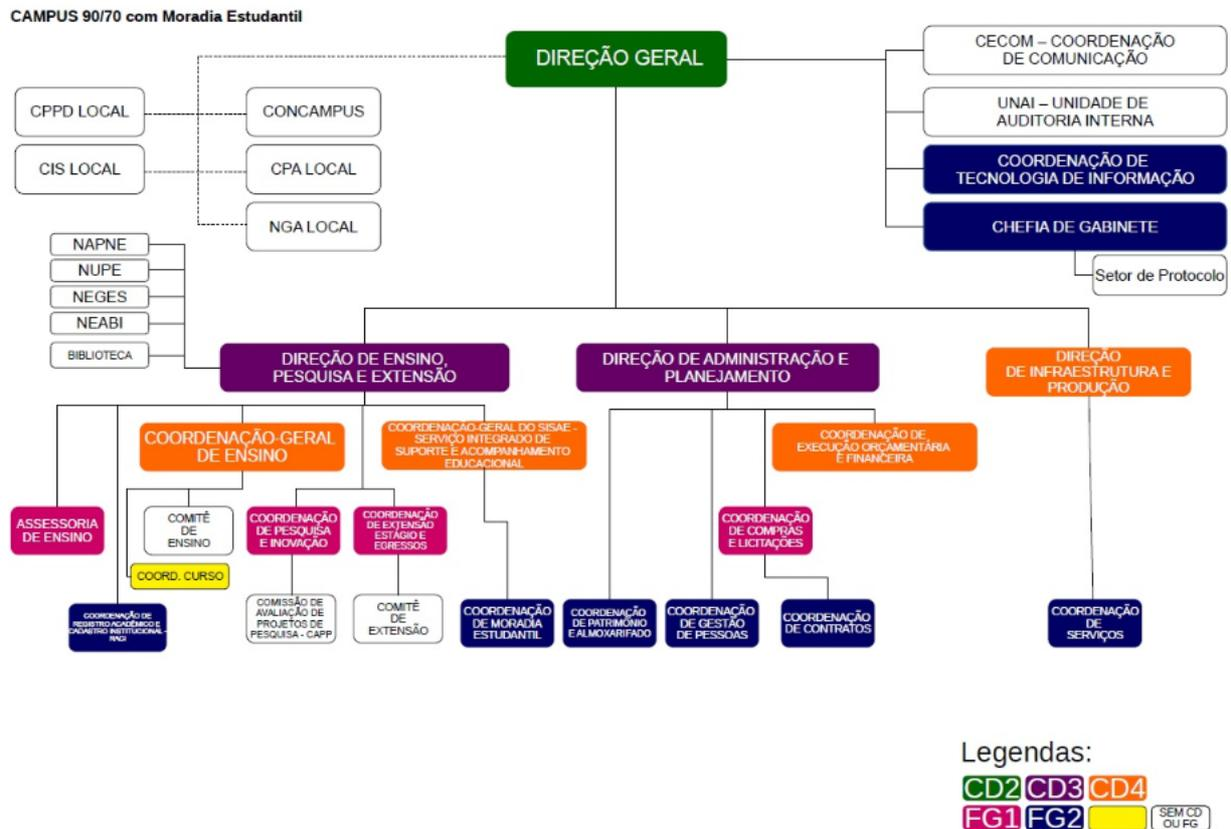 CAMPUS 90/70 com Moradia Estudantil
DIREÇÃO GERAL
CECOM – COORDENAÇÃO
DE COMUNICAÇÃO
UNAI – UNIDADE DE
AUDITORIA INTERNA
COORDENAÇÃO DE
TECNOLOGIA DE INFORMAÇÃO
CHEFIA DE GABINETE
Setor de Protocolo
CPPD LOCAL
CONCAMPUS
CIS LOCAL
CPA LOCAL
NGA LOCAL
NAPNE
NUPE
NEGES
NEABI
BIBLIOTECA
DIREÇÃO DE ENSINO,
PESQUISA E EXTENSÃO
DIREÇÃO DE ADMINISTRAÇÃO E
PLANEJAMENTO
DIREÇÃO
DE INFRAESTRUTURA E
PRODUÇÃO
COORDENAÇÃO-GERAL
DE ENSINO
COORDENAÇÃO-GERAL DO SISAE -
SERVIÇO INTEGRADO DE
SUPORTE E ACOMPANHAMENTO
EDUCACIONAL
COORDENAÇÃO DE
EXECUÇÃO ORÇAMENTÁRIA
E FINANCEIRA
ASSESSORIA
DE ENSINO
COMITÊ
DE
ENSINO
COORDENAÇÃO
DE PESQUISA
E INOVAÇÃO
COORDENAÇÃO
DE EXTENSÃO
ESTÁGIO E
EGRESSOS
COORDENAÇÃO
DE COMPRAS
E LICITAÇÕES
COORD. CURSO
COORDENAÇÃO DE
REGISTRO ACADÊMICO E
CADASTRO INSTITUCIONAL -
COMISSÃO DE
AVALIAÇÃO DE
PROJETOS DE
PESQUISA - CAPP
COMITÊ
DE
EXTENSÃO
COORDENAÇÃO
DE MORADIA
ESTUDANTIL
COORDENAÇÃO
DE PATRIMÔNIO
E ALMOXARIFADO
COORDENAÇÃO
DE GESTÃO
DE PESSOAS
COORDENAÇÃO
DE CONTRATOS
COORDENAÇÃO
DE
SERVIÇOS
Legendas:
CD2 CD3 CD4
FG1 FG2 SEM CD
OU FG